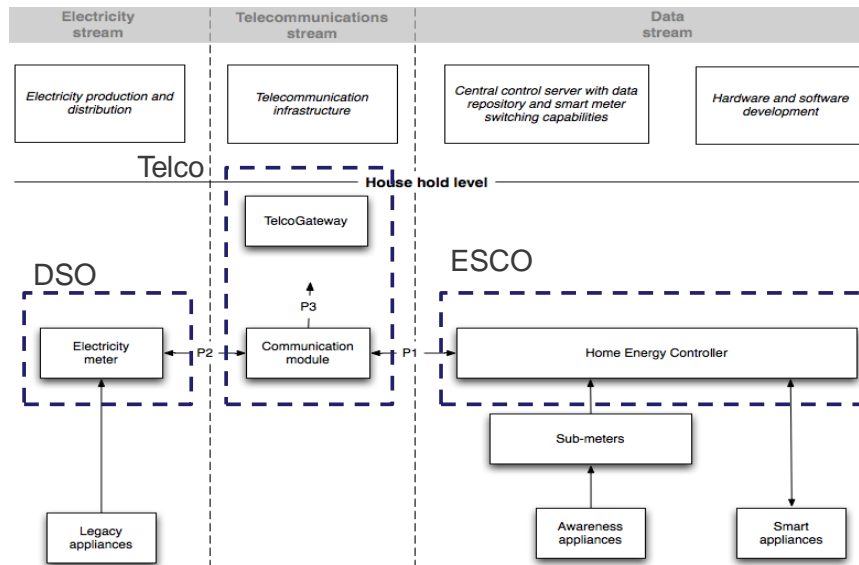 Electricity
stream
Telecommunications
stream
Data
stream
Electricity production and
distribution
Telecommunication
infrastructure
Central control server with data
repository and smart meter
switching capabilities
Hardware and software
development
Telco
House hold level
TelcoGateway
DSO
ESCO
P3
Electricity
meter
P2
Communication
module
P1
Home Energy Controller
Sub-meters
Legacy
appliances
Awareness
appliances
Smart
appliances